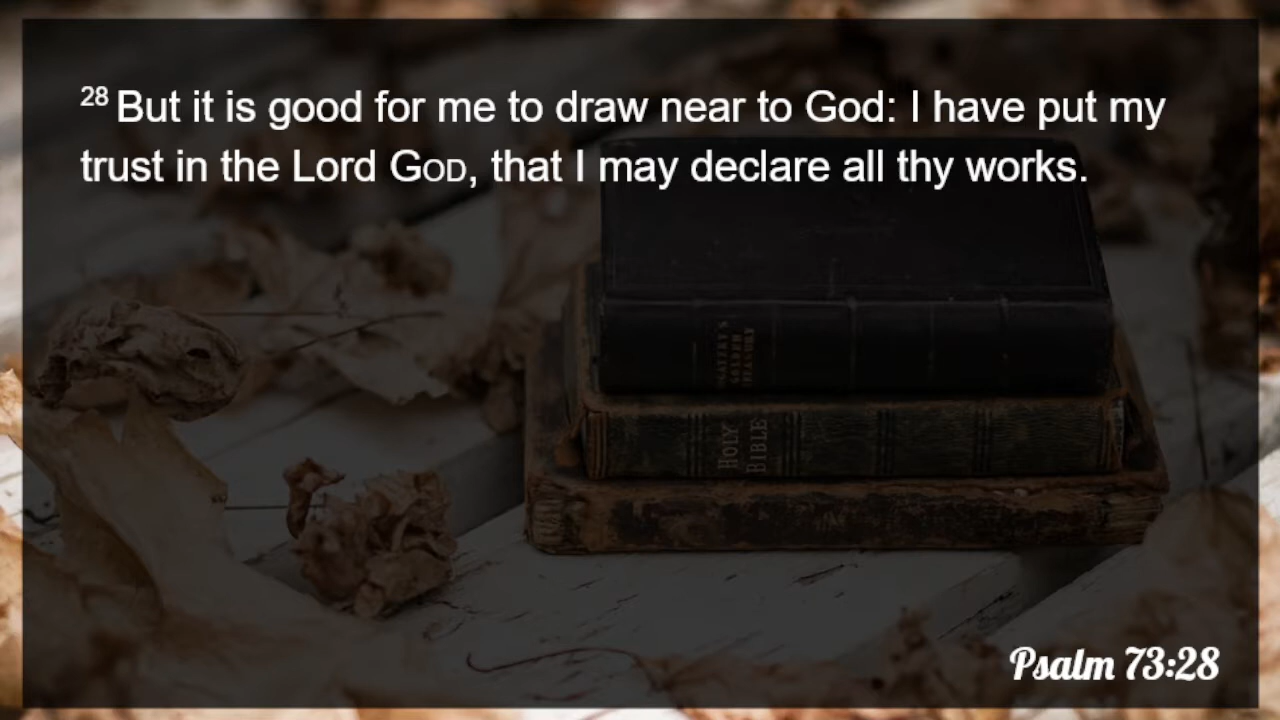 28 But it is good for me to draw near to God: I have put my
trust in the Lord GOD, that I may declare all thy works.
HOLY
BIBLE
Psalm 73:28